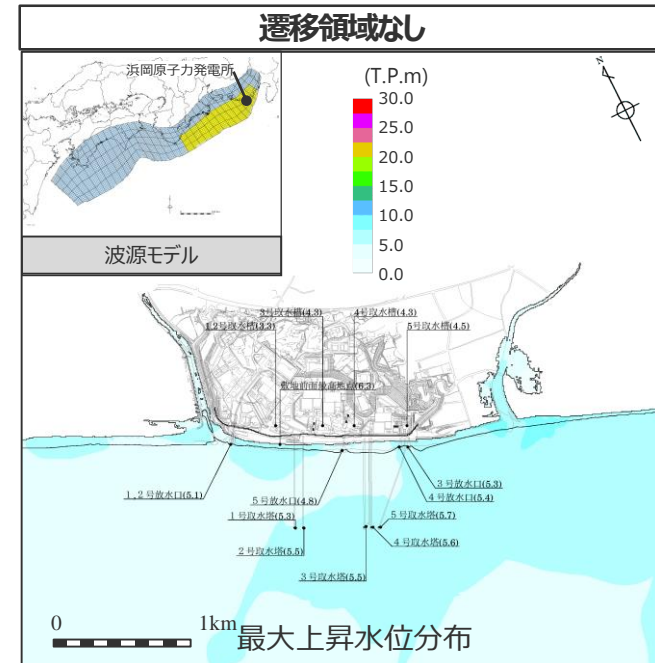 遷移領域なし
浜岡原子力発電所
波源モデル
(T.P.m)
30.0
25.0
20.0
15.0
10.0
5.0
0.0
N
3号取水槽(4.3)
4号取水槽(4.3)
1,2号取水槽(3.3)
5号取水槽(4.5)
敷地前面最高地点(6.3)
1,2号放水口(5.1)
5号放水口(4.8)
3号放水口(5.3)
4号放水口(5.4)
1号取水塔(5.3)
5号取水塔(5.7)
2号取水塔(5.5)
4号取水塔(5.6)
3号取水塔(5.5)
0 1km
最大上昇水位分布